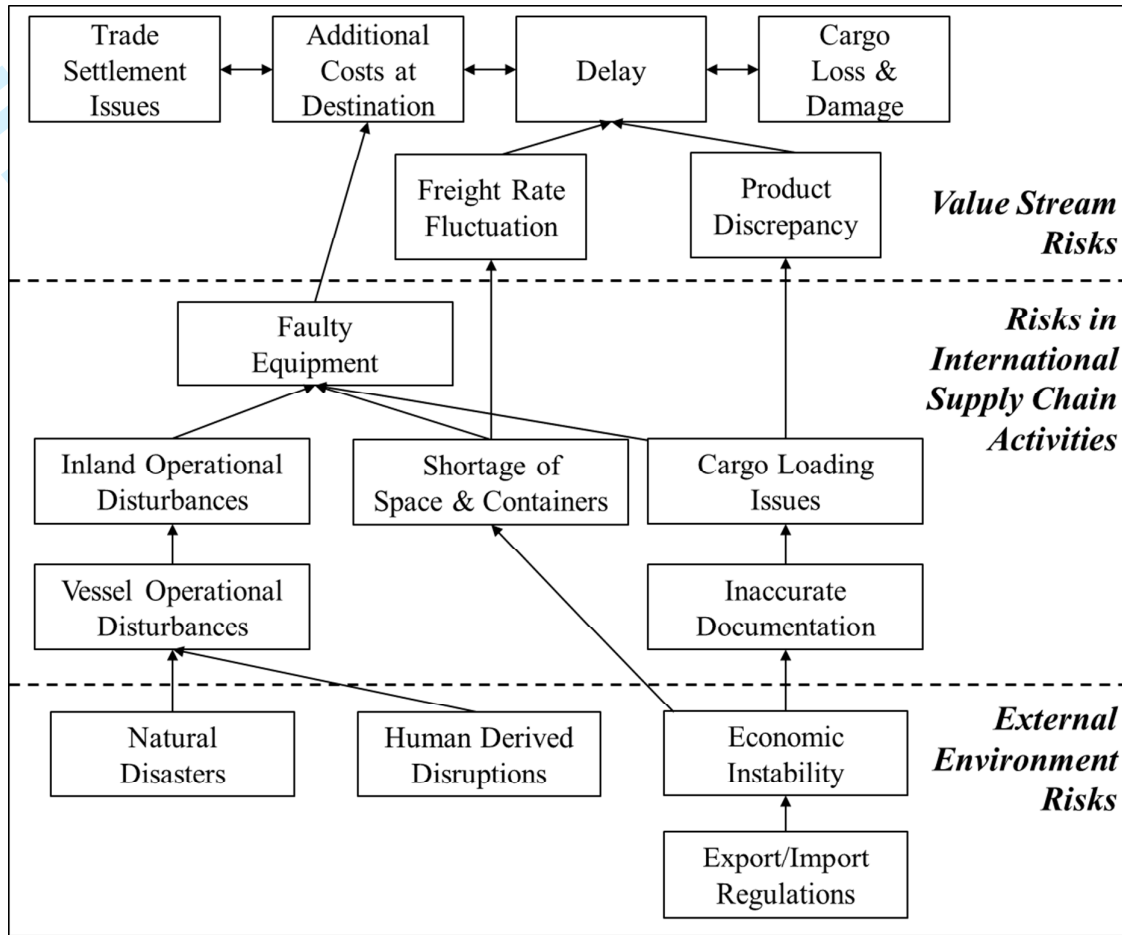 Trade
Settlement
Issues
Additional
Costs at
Destination
Delay
Cargo
Loss &
Damage
Freight Rate
Fluctuation
Product
Discrepancy
Value Stream
Risks
Faulty
Equipment
Risks in
International
Supply Chain
Activities
Inland Operational
Disturbances
Shortage of
Space & Containers
Cargo Loading
Issues
Vessel Operational
Disturbances
Inaccurate
Documentation
Natural
Disasters
Human Derived
Disruptions
Economic
Instability
External
Environment
Risks
Export/Import
Regulations